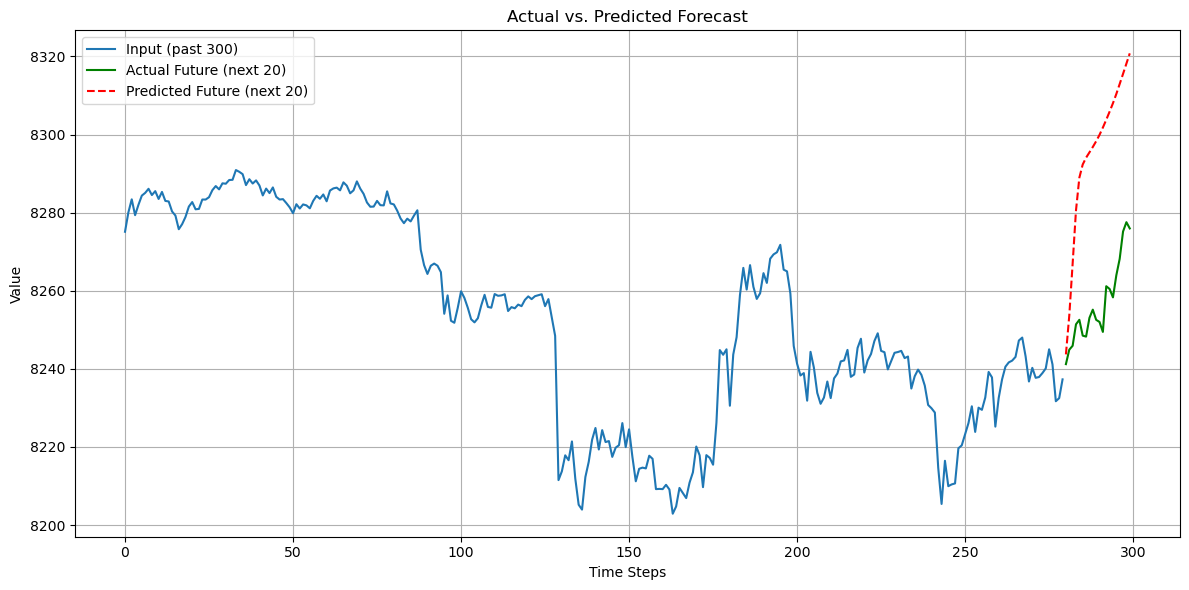 Actual vs. Predicted Forecast
Input (past 300)
Actual Future (next 20)
Predicted Future (next 20)
Value
8320
8300
8280
8260
8240
8220
8200
0
50
100
150
200
250
300
Time Steps